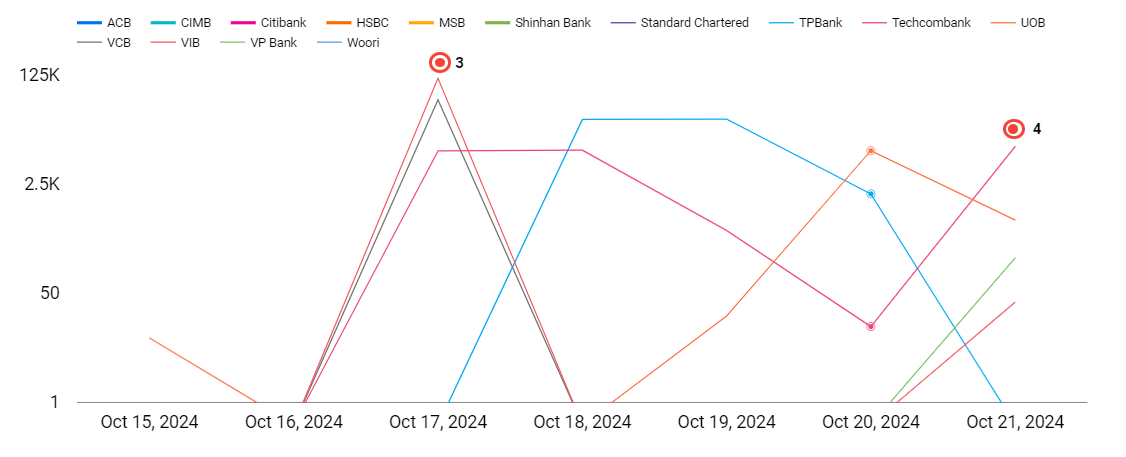 ACB CIMB Citibank HSBC MSB Shinhan Bank Standard Chartered TPBank Techcombank UOB
VCB VIB VP Bank Woori
3
125K
4
2.5K
50
1
Oct 15, 2024 Oct 16, 2024 Oct 17, 2024 Oct 18, 2024 Oct 19, 2024 Oct 20, 2024 Oct 21, 2024